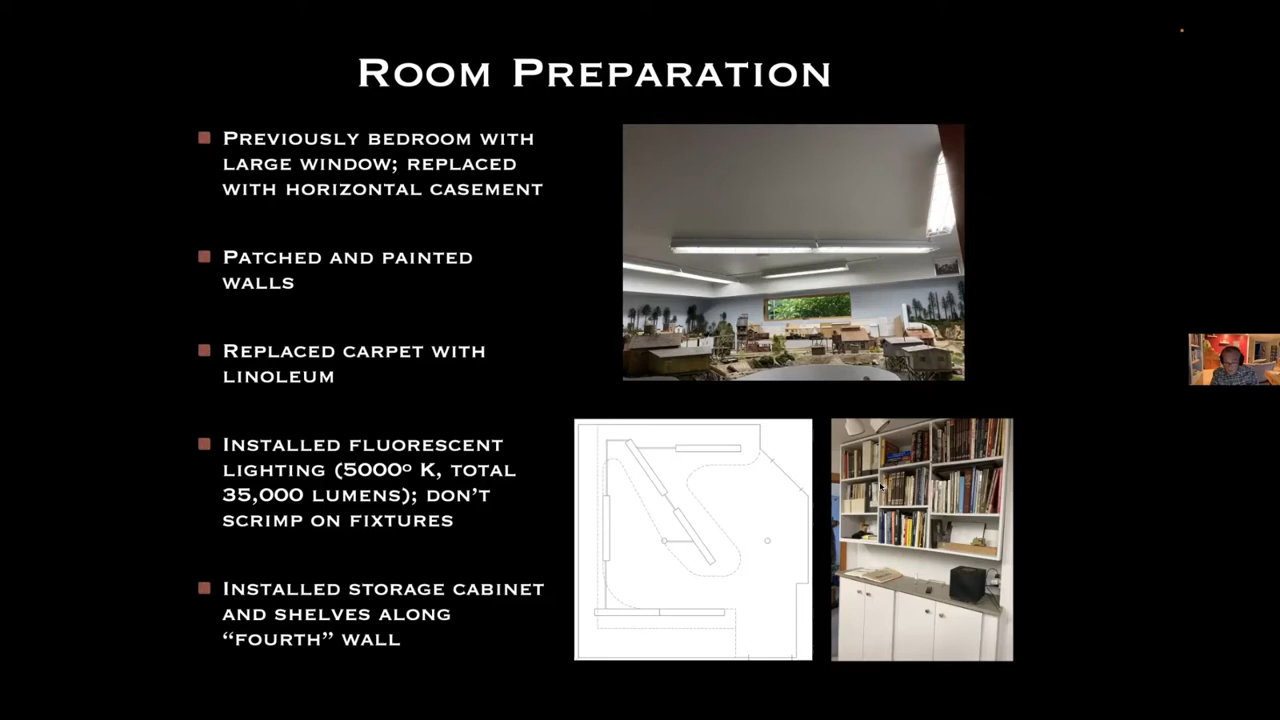 Room Preparation
Previously bedroom with
large window; replaced
with horizontal casement
Patched and painted
walls
Replaced carpet with
linoleum
Installed fluorescent
lighting (5000º K, total
35,000 lumens); don’t
scrimp on fixtures
Installed storage cabinet
and shelves along
“fourth” wall